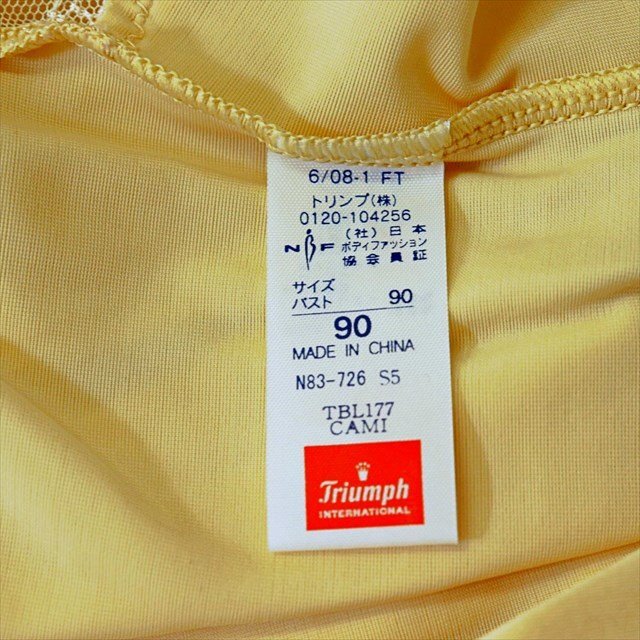 6/08-1 FT
トリンプ(株)
0120-104256
(社)日本
NBF ボディファッション
協会員証
サイズ
バスト 90
90
MADE IN CHINA
N83-726 S5
TBL177
CAMI
Triumph
INTERNATIONAL